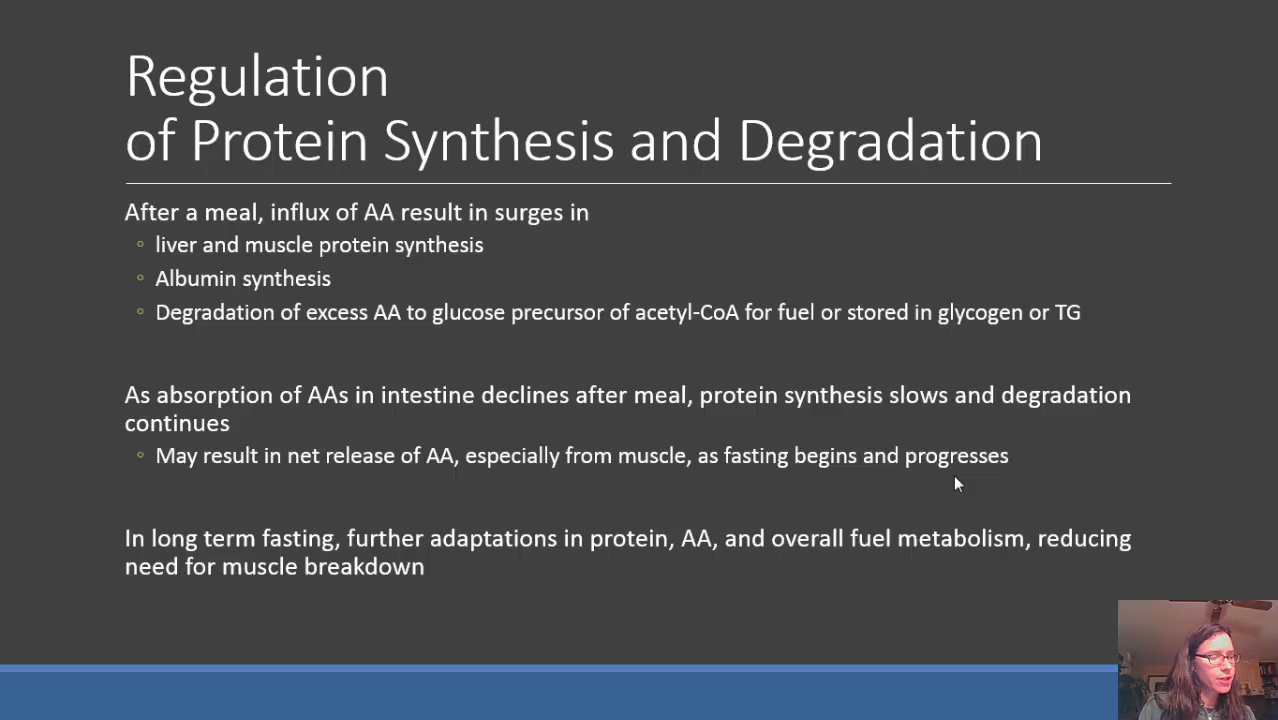 Regulation
of Protein Synthesis and Degradation
After a meal, influx of AA result in surges in
◦ liver and muscle protein synthesis
◦ Albumin synthesis
◦ Degradation of excess AA to glucose precursor of acetyl-CoA for fuel or stored in glycogen or TG
As absorption of AAs in intestine declines after meal, protein synthesis slows and degradation
continues
◦ May result in net release of AA, especially from muscle, as fasting begins and progresses
In long term fasting, further adaptations in protein, AA, and overall fuel metabolism, reducing
need for muscle breakdown